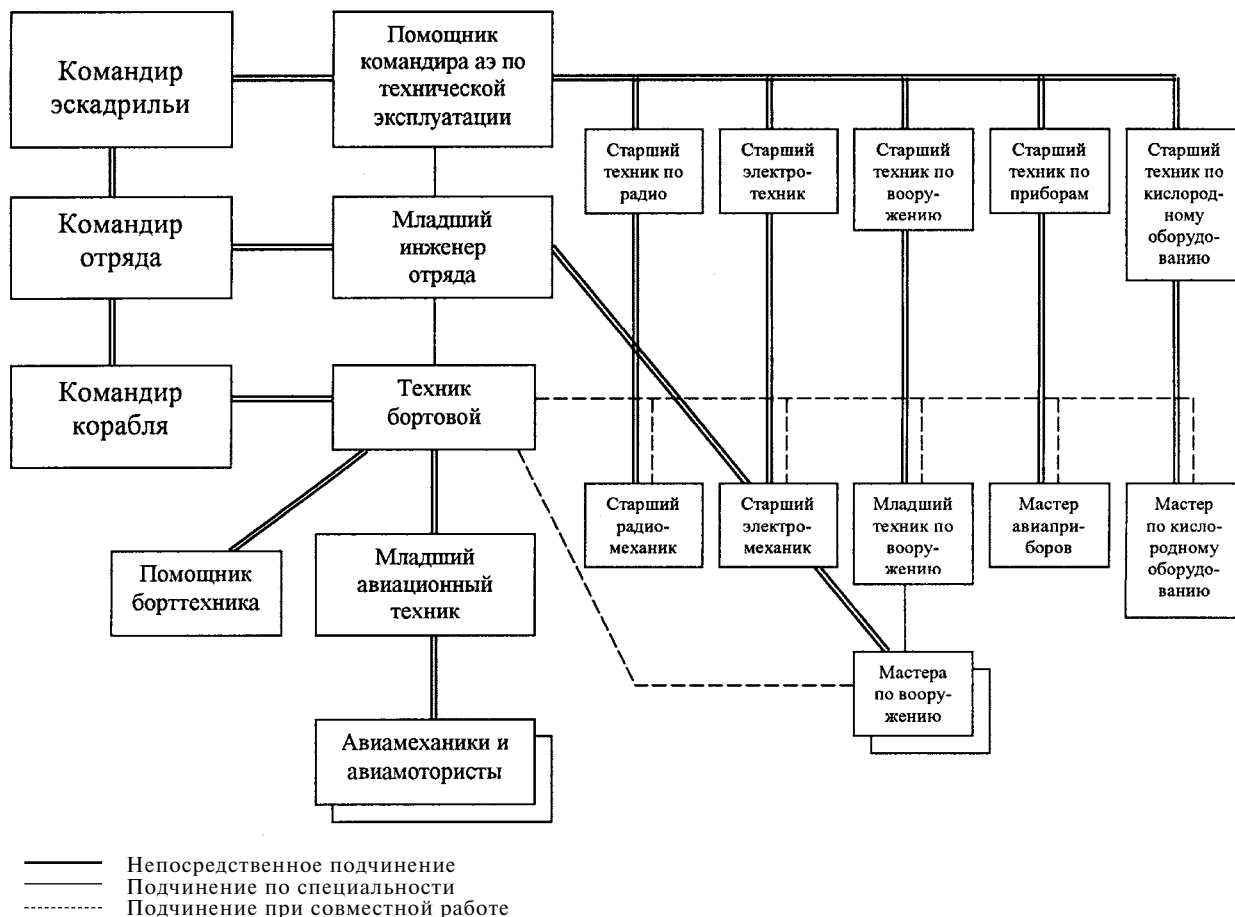 Командир
эскадрильи
Помощник
командира аэ по
технической
эксплуатации
Старший
техник по
радио
Старший
электро-
техник
Старший
техник по
воору-
жению
Старший
техник по
приборам
Старший
техник по
кислород-
ному
оборудо-
ванию
Командир
отряда
Младший
инженер
отряда
Командир
корабля
Техник
бортовой
Старший
радио-
механик
Старший
электро-
механик
Младший
техник по
воору-
жению
Мастер
авиапри-
боров
Мастер
по кисло-
родному
оборудо-
ванию
Помощник
борттехника
Младший
авиационный
техник
Мастера
по воору-
жению
Авиамеханики и
авиамотористы
Непосредственное подчинение
Подчинение по специальности
Подчинение при совместной работе